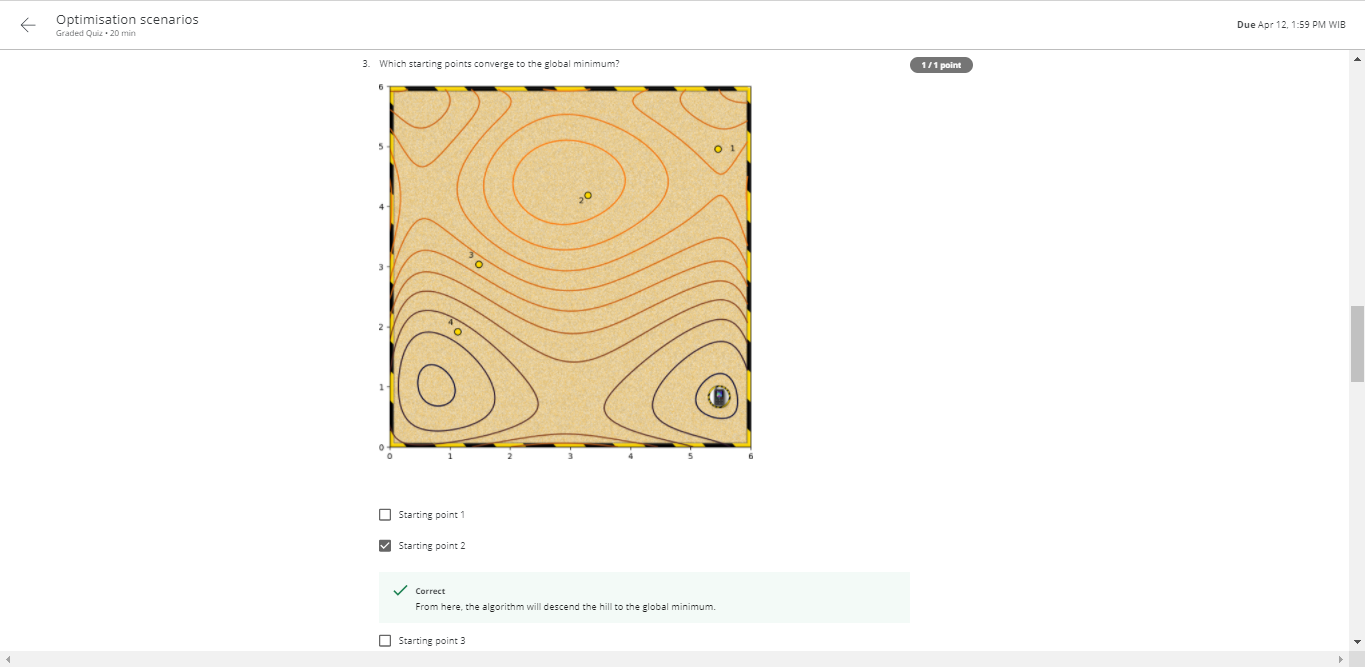 Optimisation scenarios
Graded Quiz • 20 min
Due Apr 12, 1:59 PM WIB
3. Which starting points converge to the global minimum?
1 / 1 point
6
5
4
3
2
1
0
0 1 2 3 4 5 6
1
2
3
4
Starting point 1
Starting point 2
Correct
From here, the algorithm will descend the hill to the global minimum.
Starting point 3